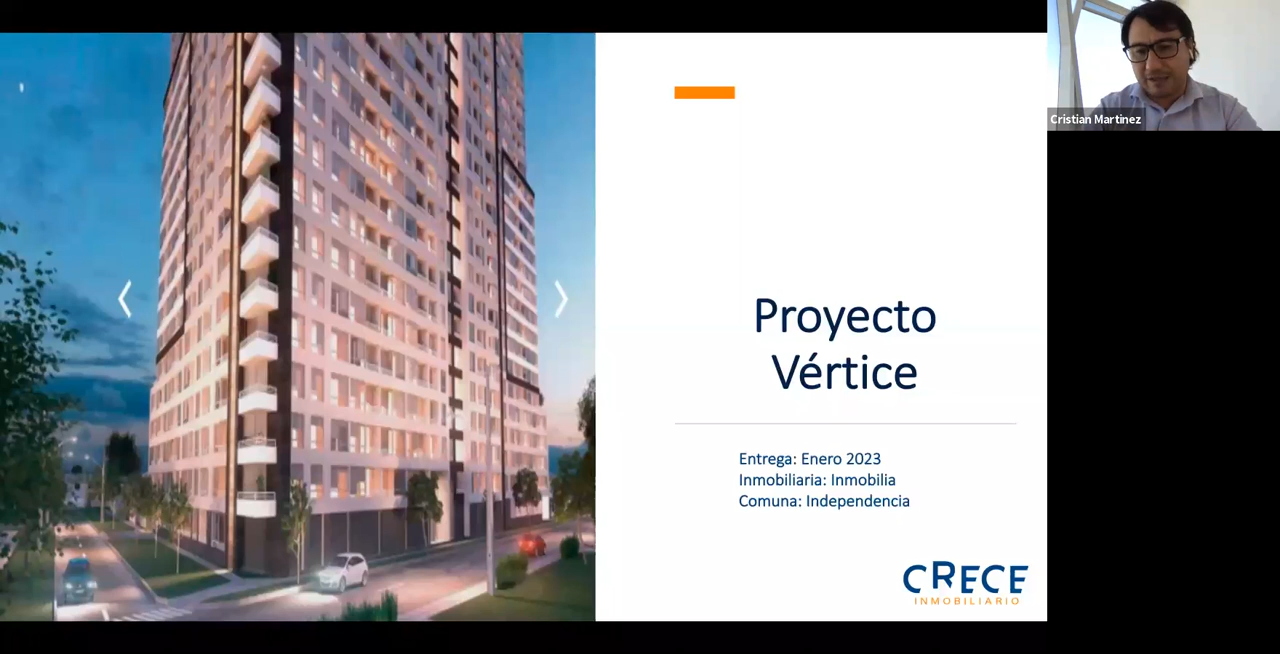 Cristian Martinez
Proyecto
Vértice
Entrega: Enero 2023
Inmobiliaria: Inmobilia
Comuna: Independencia
CRECE
INMOBILIARIO